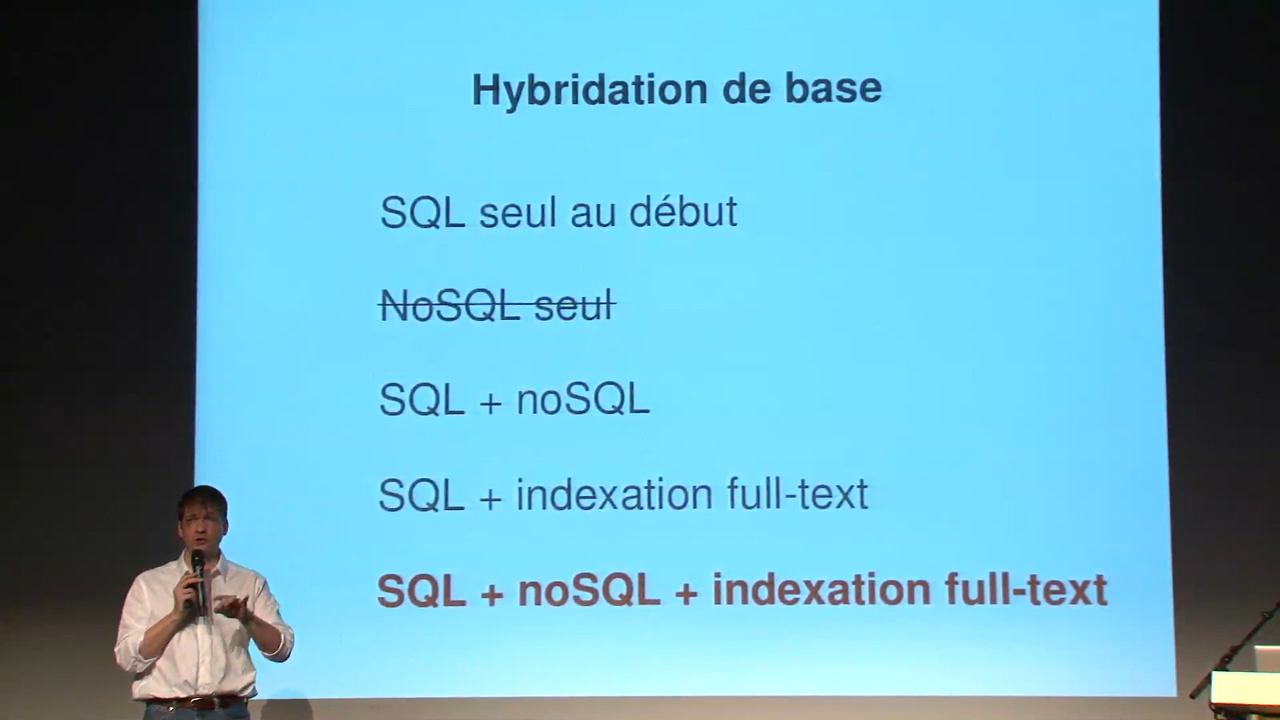 Hybridation de base
SQL seul au début
NoSQL seul
SQL + noSQL
SQL + indexation full-text
SQL + noSQL + indexation full-text